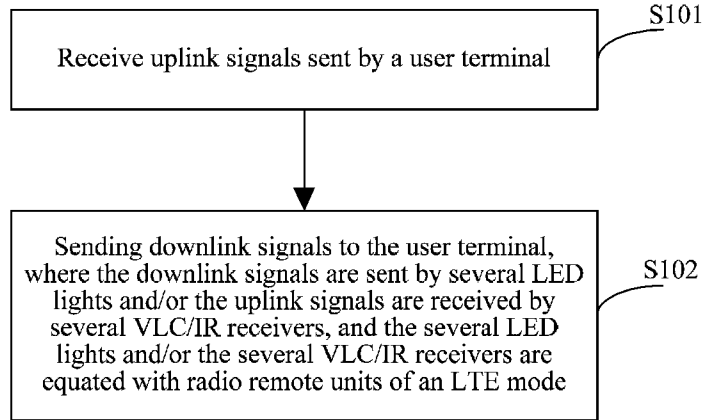 S101
Receive uplink signals sent by a user terminal
Sending downlink signals to the user terminal,
where the downlink signals are sent by several LED
lights and/or the uplink signals are received by
several VLC/IR receivers, and the several LED
lights and/or the several VLC/IR receivers are
equated with radio remote units of an LTE mode
S102